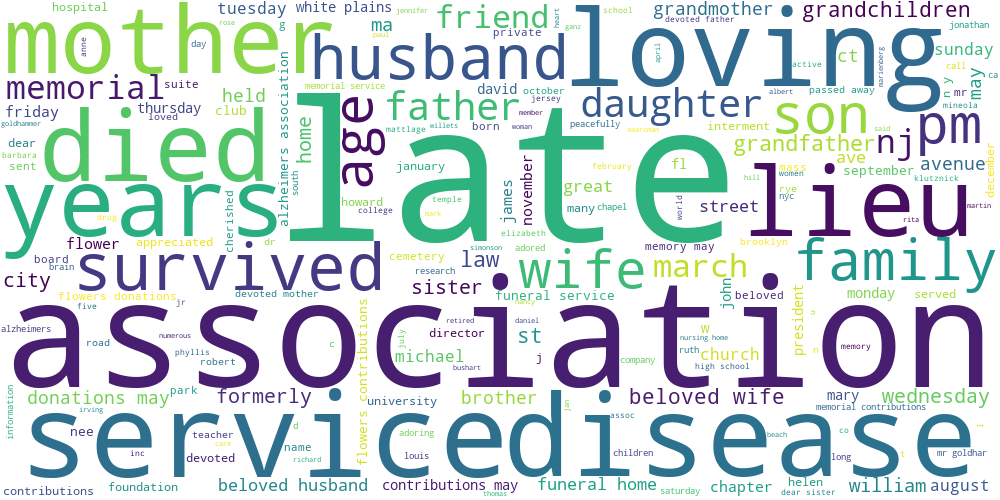 hospital
tuesday
white plains
friend
grandmother
grandchildren
rose
jennifer
heart
ganz
school
devoted father
jonathan
mother
anne
day
g
paul
ma
private
husband
loving
ct
sunday
april
active
call
n y
may
ca
memorial
suite
held
memorial service
david
october
passed away
marienberg
albert
mr
mineola
friday
thursday
loved
club
father
jersey
daughter
son
pm
goldhammer
member
willets
woman
mattlage
born
peacefully
swerzman
interment
nj
said
dear
barbara
sent
died
alzheimers association
home
age
january
fl
grandfather
ave
avenue
mass
women
rye
nyc
september
klutznick
december
years
cherished
south
howard
college
late
temple
mark
james
november
great
many
chapel
elizabeth
world
street
hill
lieu
rita
martin
drug
flower
appreciated
dr
adored
memory may
brooklyn
city
board
brain
survived
cemetery
research
law
simonson
wife
march
family
flowers donations
devoted mother
sister
funeral service
john
beloved
monday
served
five
jr
nancy
alzheimers
road
numerous
phyllis
robert
association
c
july
flowers contributions
retired
daniel
director
st
j
w
ruth
nursing home
president
a
n
memory
michael
bushart
company
church
high school
donations may
park
formerly
university
brother
jan
beloved wife
mary
memorial contributions
wednesday
information
irving
nee
teacher
care
inc
devoted
d
name
richard
adoring
louis
assoc
children
beach
co
long
t
l
mr goldhar
service
disease
contributions
foundation
beloved husband
contributions may
thomas
funeral home
saturday
chapter
helen
dear sister
william
august